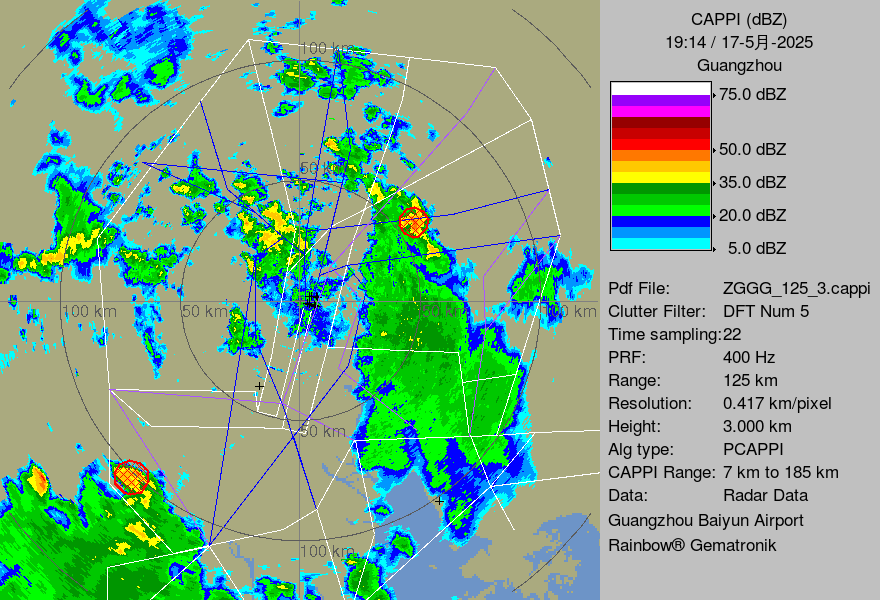 CAPPI (dBZ)
19:14 / 17-5月-2025
Guangzhou
75.0 dBZ
50.0 dBZ
35.0 dBZ
20.0 dBZ
5.0 dBZ
Pdf File: ZGGG_125_3.cappi
Clutter Filter: DFT Num 5
Time sampling:22
PRF: 400 Hz
Range: 125 km
Resolution: 0.417 km/pixel
Height: 3.000 km
Alg type: PCAPPI
CAPPI Range: 7 km to 185 km
Data: Radar Data
Guangzhou Baiyun Airport
Rainbow® Gematronik
100 km
50 km
100 km
50 km
100 km
50 km
100 km